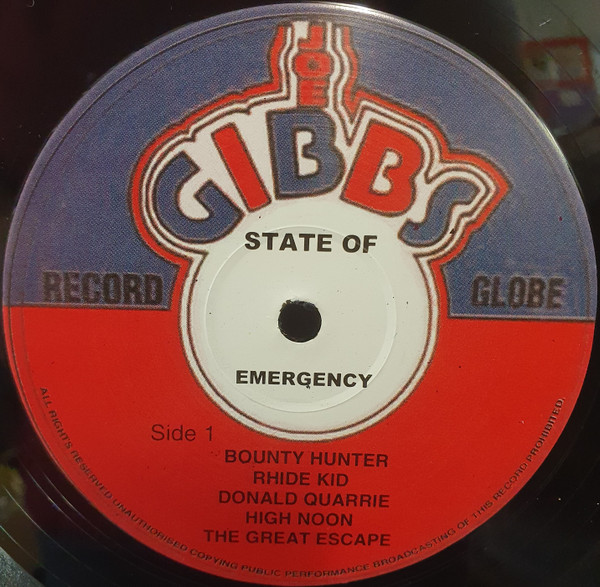 JOE
GIBBS
STATE OF
RECORD GLOBE
EMERGENCY
Side 1
BOUNTY HUNTER
RHIDE KID
DONALD QUARRIE
HIGH NOON
THE GREAT ESCAPE
ALL RIGHTS RESERVED.UNAUTHORISED COPYING PUBLIC PERFORMANCE BROADCASTING OF THIS RECORD PROHIBITED.